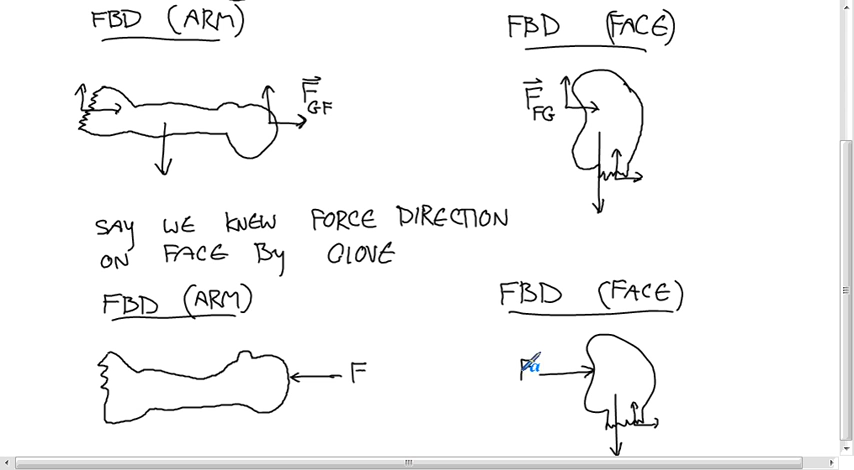 FBD (ARM)
FBD (FACE)
F GF
F FG
SAY WE KNEW FORCE DIRECTION
ON FACE By GLOVE
FBD (ARM)
FBD (FACE)
F
F